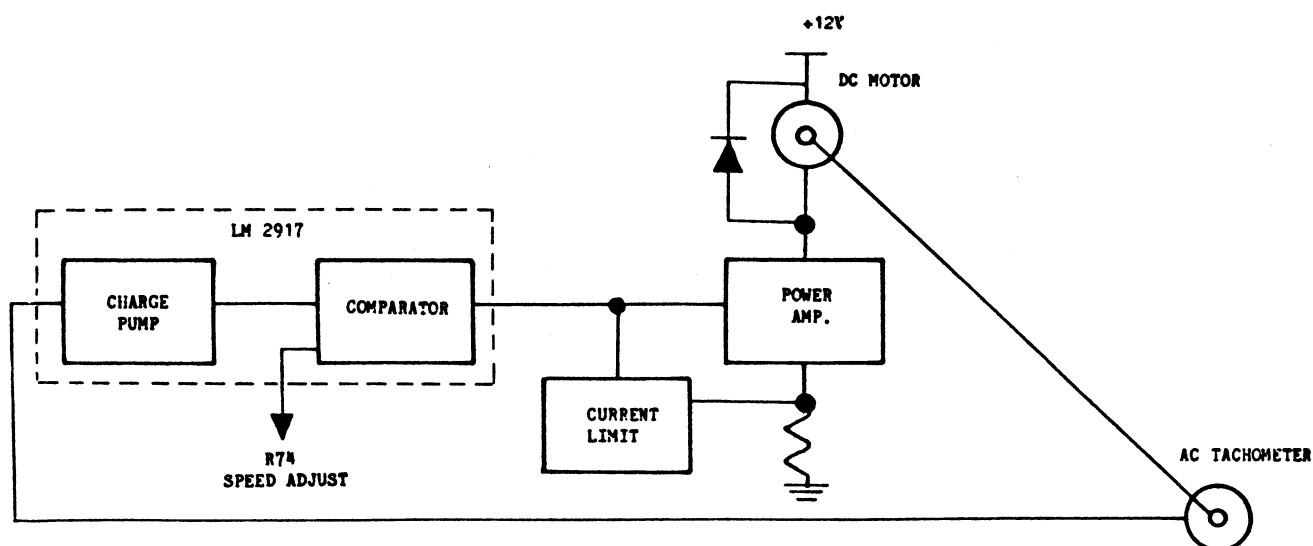 +12V
DC MOTOR
LM 2917
CHARGE
PUMP
COMPARATOR
POWER
AMP.
CURRENT
LIMIT
R74
SPEED ADJUST
AC TACHOMETER